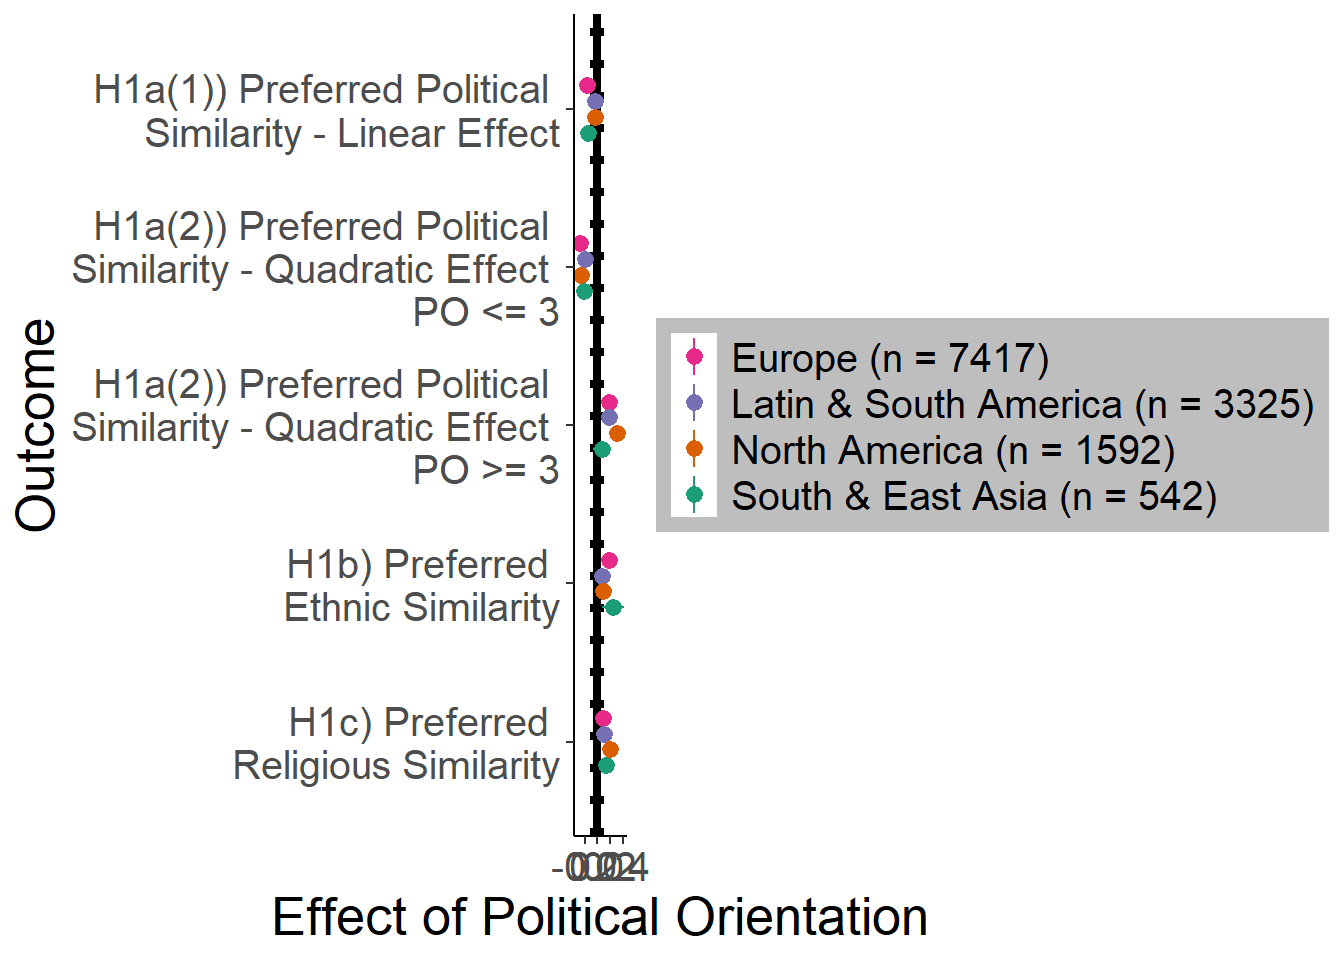 H1a(1)) Preferred Political
Similarity - Linear Effect
H1a(2)) Preferred Political
Similarity - Quadratic Effect
PO <= 3
H1a(2)) Preferred Political
Similarity - Quadratic Effect
PO >= 3
H1b) Preferred
Ethnic Similarity
H1c) Preferred
Religious Similarity
Outcome
Effect of Political Orientation
Europe (n = 7417)
Latin & South America (n = 3325)
North America (n = 1592)
South & East Asia (n = 542)